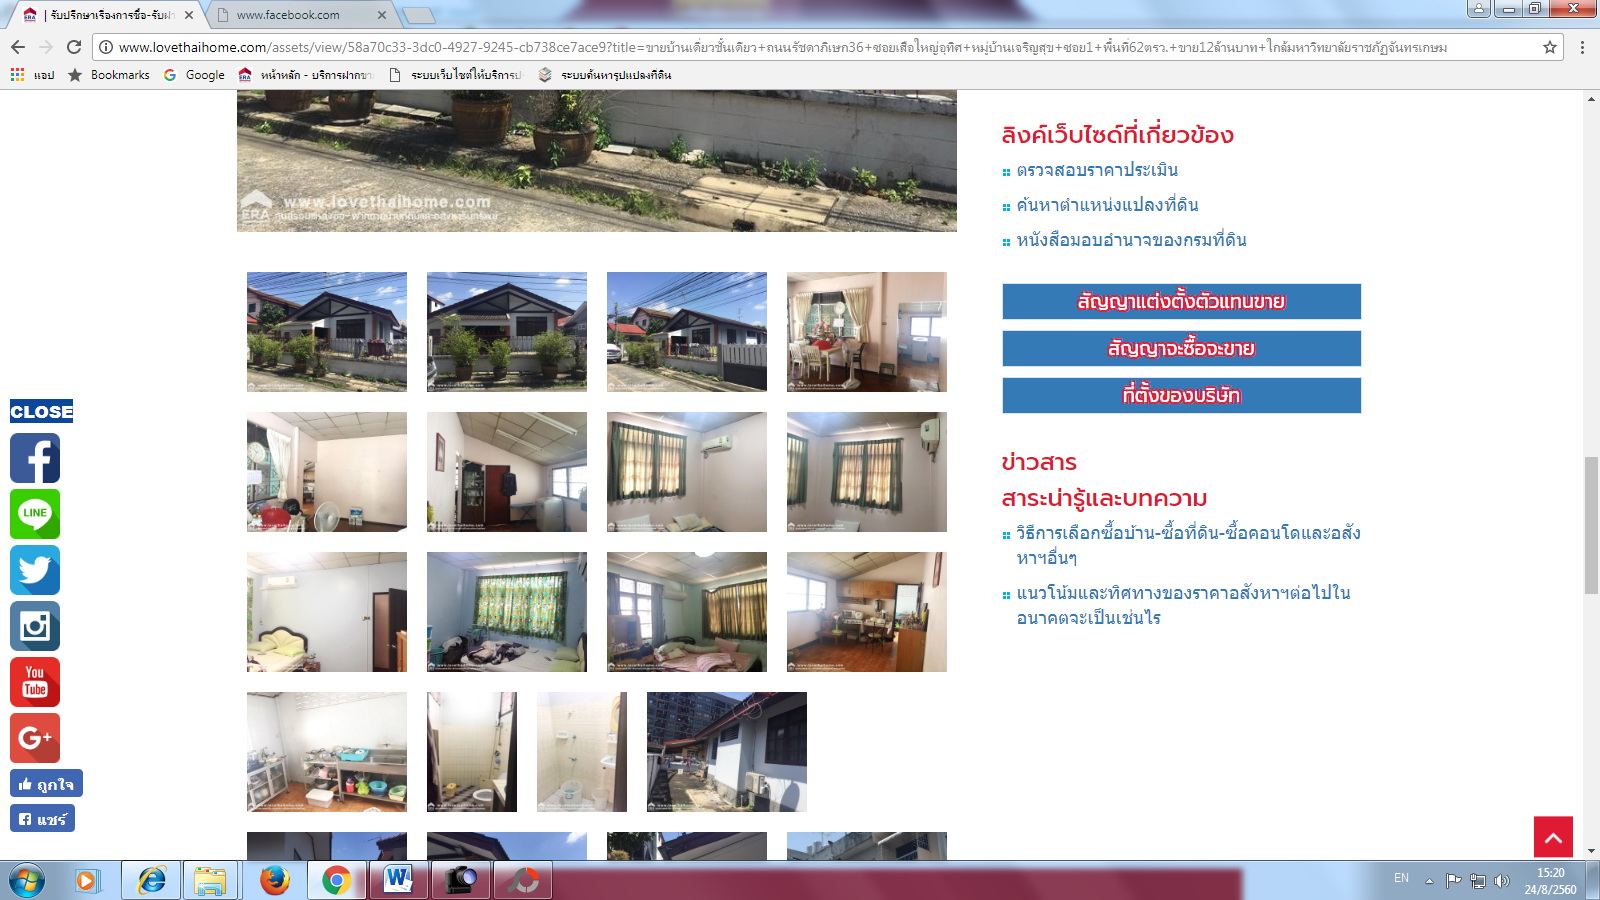 | รับปรึกษาเรื่องการซื้อ-รับฝา
www.facebook.com
www.lovethaihome.com/assets/view/58a70c33-3dc0-4927-9245-cb738ce7ace9?title=ขายบ้านเดี่ยวชั้นเดียว+ถนนรัชดาภิเษก36+ซอยเสือใหญ่อุทิศ+หมู่บ้านเจริญสุข+ซอย1+พื้นที่62ตรว.+ขาย12ล้านบาท+ใกล้มหาวิทยาลัยราชภัฏจันทรเกษม
แอป
Bookmarks
Google
หน้าหลัก - บริการฝากขา
ระบบเว็บไซต์ให้บริการป
ระบบค้นหารูปแปลงที่ดิน
www.lovethaihome.com
ERA
ลิงค์เว็บไซด์ที่เกี่ยวข้อง
ตรวจสอบราคาประเมิน
ค้นหาตำแหน่งแปลงที่ดิน
หนังสือมอบอำนาจของกรมที่ดิน
สัญญาแต่งตั้งตัวแทนขาย
สัญญาจะซื้อจะขาย
ที่ตั้งของบริษัท
ข่าวสาร
สาระน่ารู้และบทความ
วิธีการเลือกซื้อบ้าน-ซื้อที่ดิน-ซื้อคอนโดและอสัง
หาฯอื่นๆ
แนวโน้มและทิศทางของราคาอสังหาฯต่อไปใน
อนาคตจะเป็นเช่นไร
CLOSE
LINE
You
Tube
G+
ถูกใจ
แชร์
EN
15:20
24/8/2560